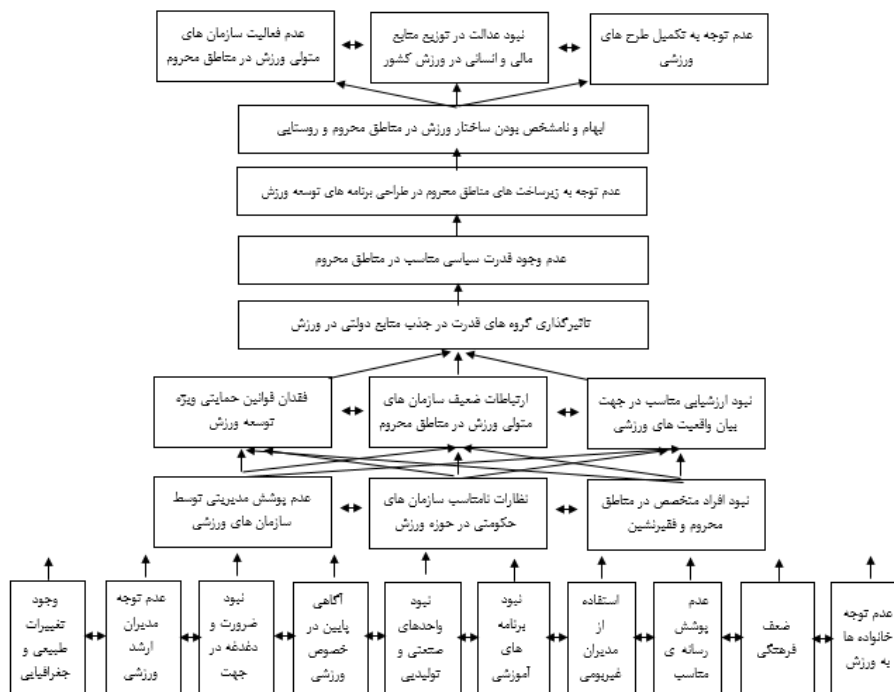 عدم توجه به تکمیل طرح های
ورزشی
نبود عدالت در توزیع منابع
مالی و انسانی در ورزش کشور
عدم فعالیت سازمان های
متولی ورزش در مناطق محروم
ابهام و نامشخص بودن ساختار ورزش در مناطق محروم و روستایی
عدم توجه به زیرساخت های مناطق محروم در طراحی برنامه های توسعه ورزش
عدم وجود قدرت سیاسی مناسب در مناطق محروم
تاثیرگذاری گروه های قدرت در جذب منابع دولتی در ورزش
نبود ارزشیابی مناسب در جهت
بیان واقعیت های ورزشی
ارتباطات ضعیف سازمان های
متولی ورزش در مناطق محروم
فقدان قوانین حمایتی ویژه
توسعه ورزش
نبود افراد متخصص در مناطق
محروم و فقیرنشین
نظارات نامتاسب سازمان های
حکومتی در حوزه ورزش
عدم پوشش مدیریتی توسط
سازمان های ورزشی
عدم توجه
خانواده ها
به ورزش
ضعف
فرهنگی
عدم
پوشش
رسانه ی
مناسب
استفاده
از
مدیران
غیربومی
نبود
برنامه
های
آموزشی
نبود
واحدهای
صنعتی و
تولیدیی
آگاهی
پایین در
خصوص
ورزشی
نبود
ضرورت و
دغدغه در
جهت
عدم توجه
مدیران
ارشد
ورزشی
وجود
تغییرات
طبیعی و
جغرافیایی